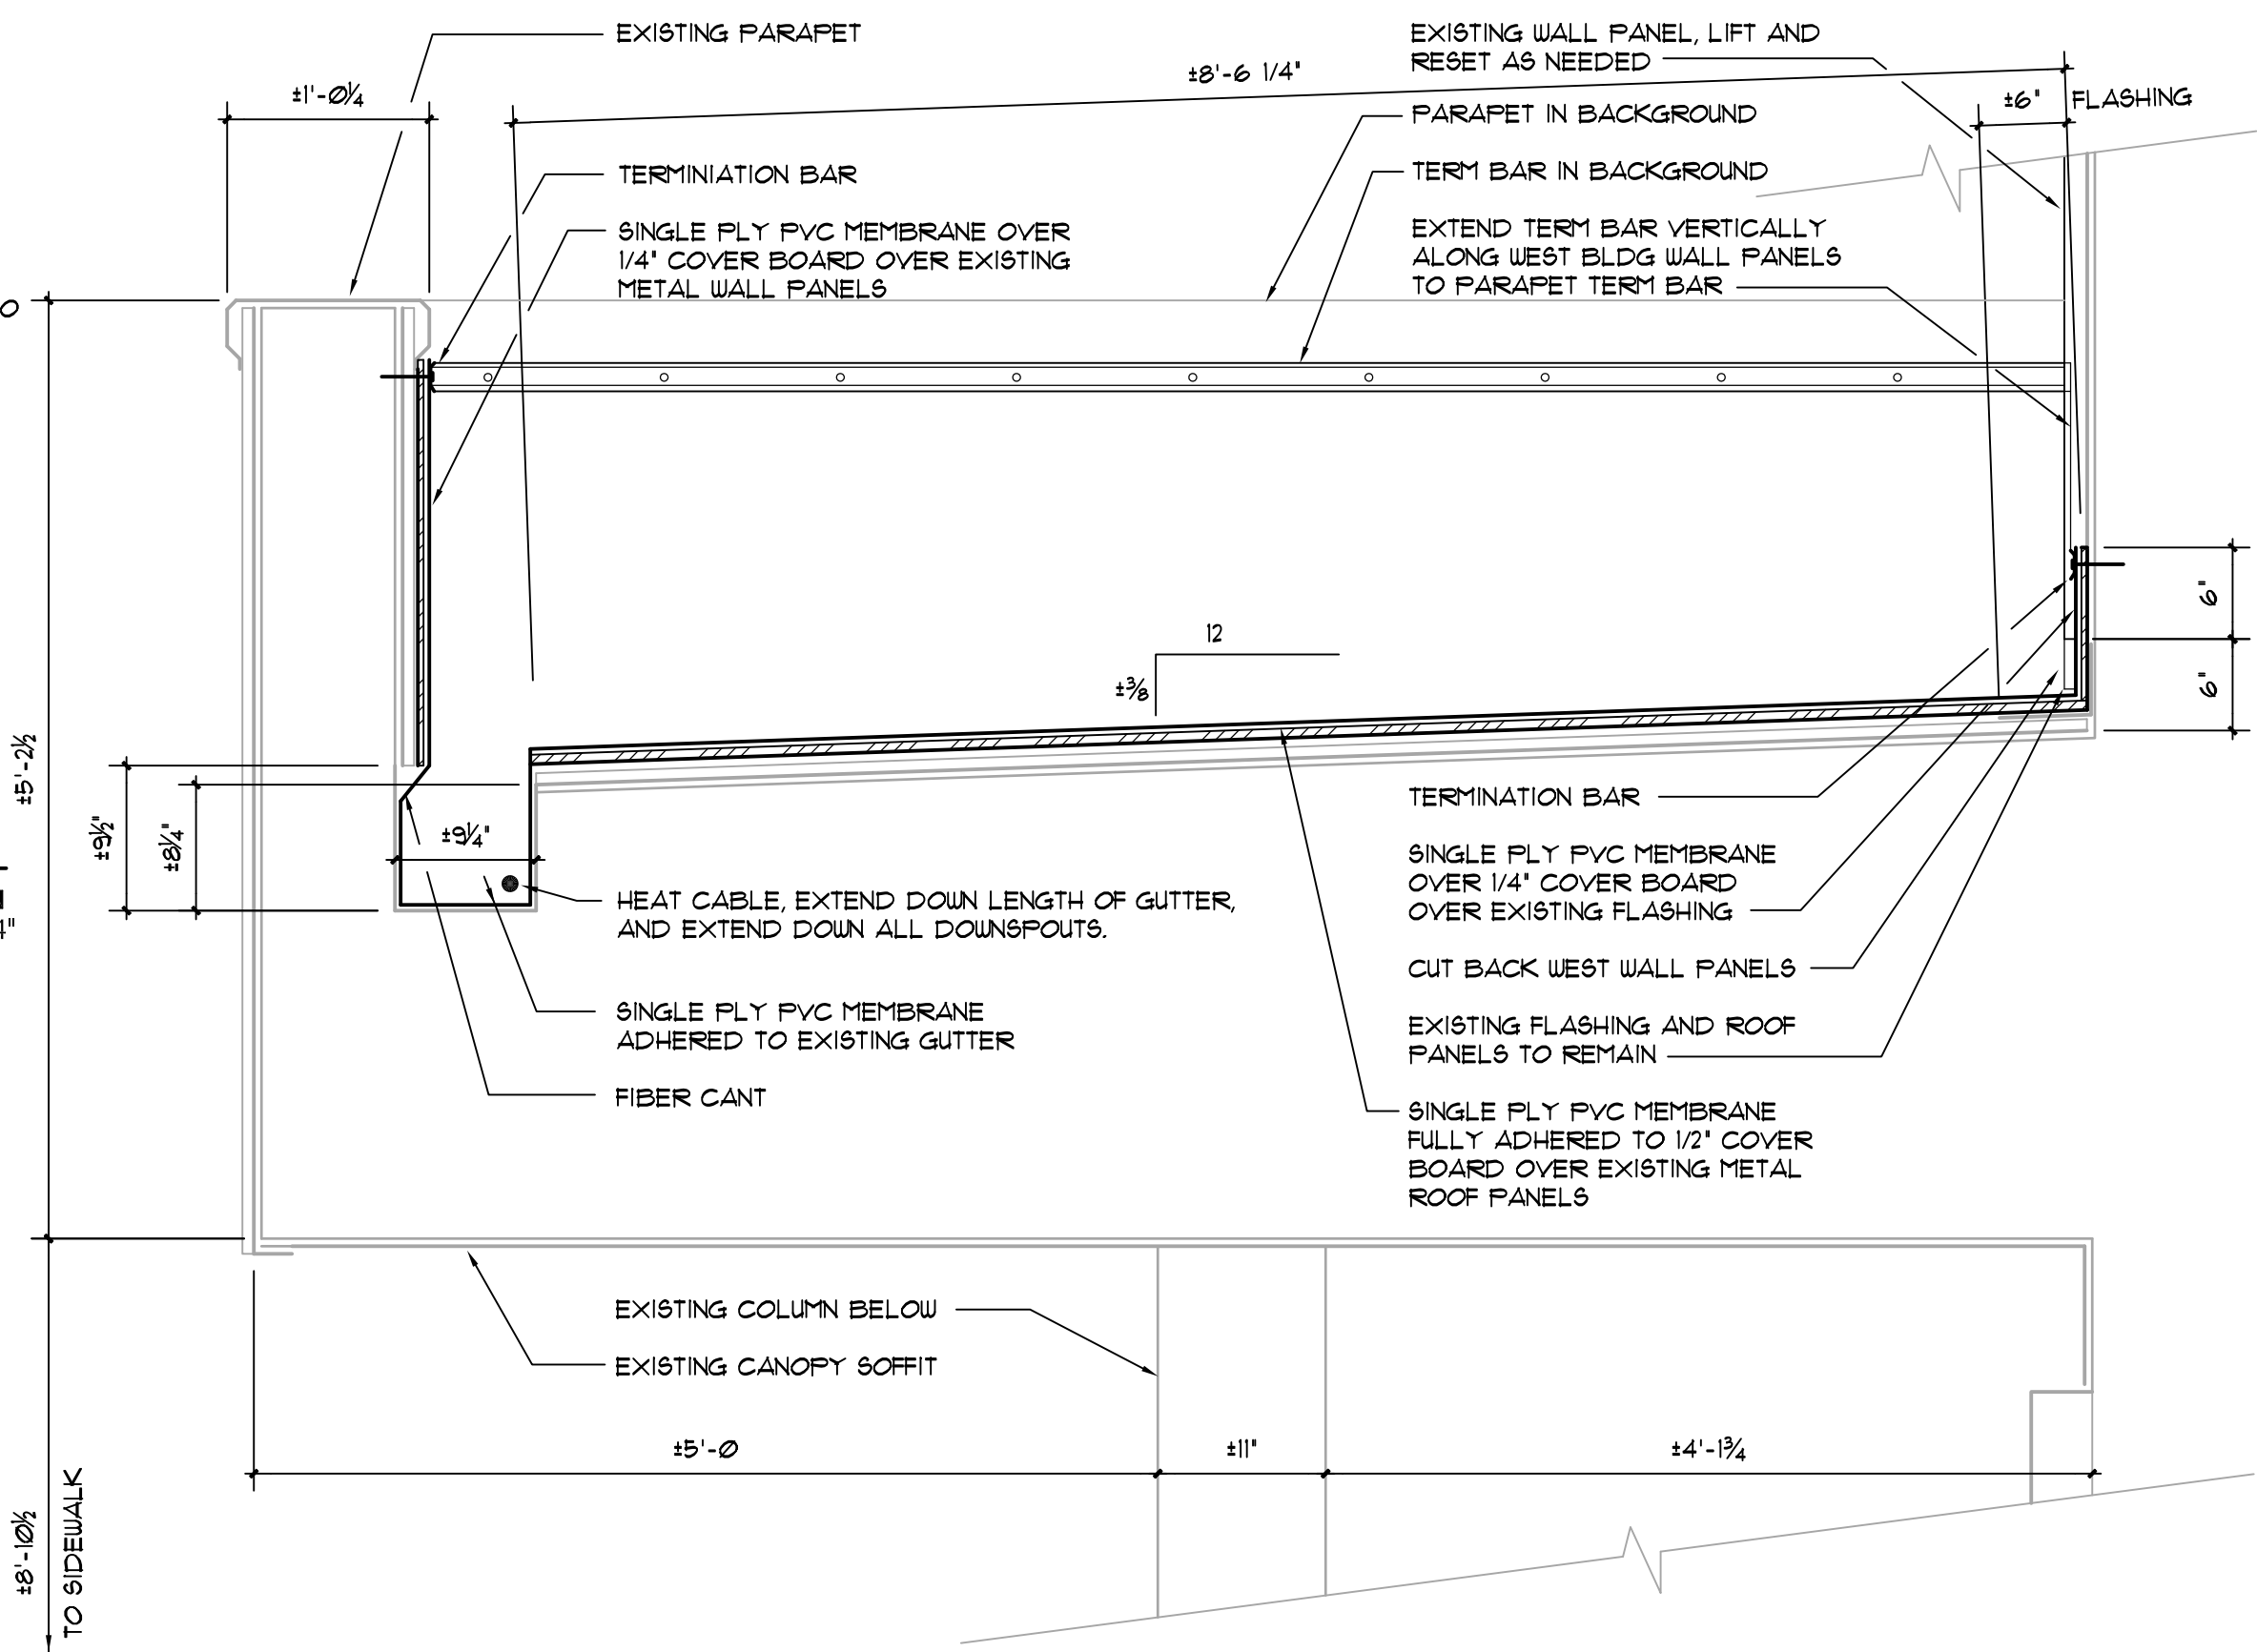 EXISTING PARAPET
±1'-0¼
±8'-6 1/4"
EXISTING WALL PANEL, LIFT AND
RESET AS NEEDED
±6"
FLASHING
PARAPET IN BACKGROUND
TERMINIATION BAR
TERM BAR IN BACKGROUND
SINGLE PLY PVC MEMBRANE OVER
1/4" COVER BOARD OVER EXISTING
METAL WALL PANELS
EXTEND TERM BAR VERTICALLY
ALONG WEST BLDG WALL PANELS
TO PARAPET TERM BAR
12
±⅜
6"
6"
±5'-2½
±9½"
±8¼"
±9¼"
HEAT CABLE, EXTEND DOWN LENGTH OF GUTTER,
AND EXTEND DOWN ALL DOWNSPOUTS.
SINGLE PLY PVC MEMBRANE
ADHERED TO EXISTING GUTTER
FIBER CANT
TERMINATION BAR
SINGLE PLY PVC MEMBRANE
OVER 1/4" COVER BOARD
OVER EXISTING FLASHING
CUT BACK WEST WALL PANELS
EXISTING FLASHING AND ROOF
PANELS TO REMAIN
SINGLE PLY PVC MEMBRANE
FULLY ADHERED TO 1/2" COVER
BOARD OVER EXISTING METAL
ROOF PANELS
EXISTING COLUMN BELOW
EXISTING CANOPY SOFFIT
±5'-0
±11"
±4'-1¾
±8'-10½
TO SIDEWALK